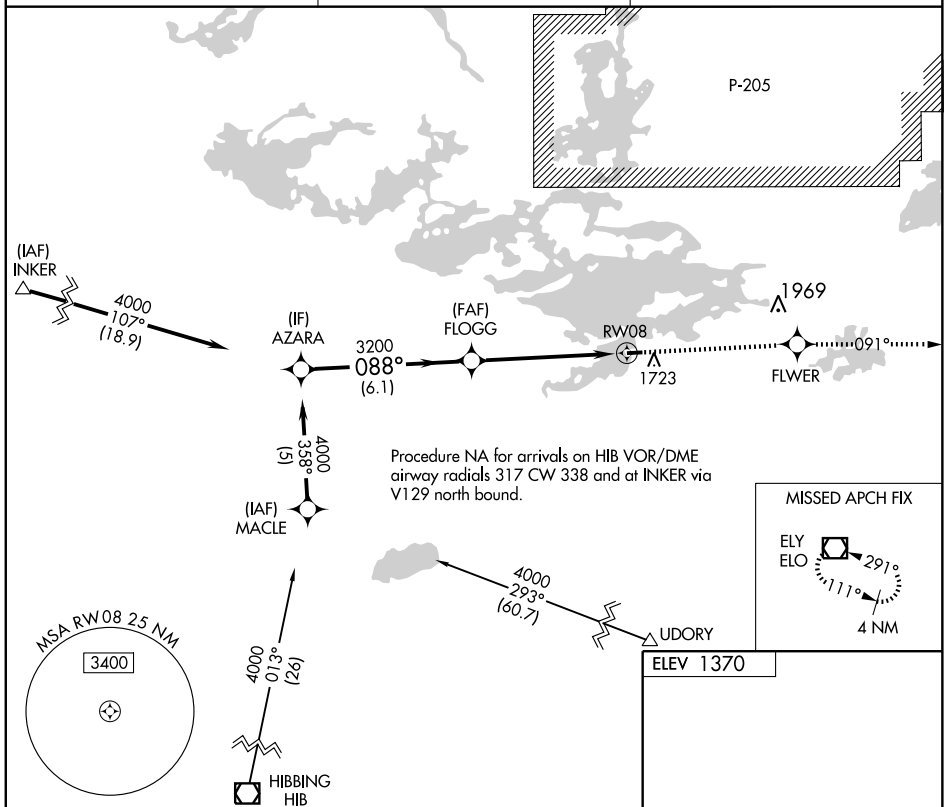 P-205
(IAF)
INKER
4000
107°
(18.9)
(IF)
AZARA
3200
088°
(6.1)
(FAF)
FLOGG
RW08
1723
1969
FLWER
091°
4000
358°
(5)
(IAF)
MACLE
Procedure NA for arrivals on HIB VOR/DME
airway radials 317 CW 338 and at INKER via
V129 north bound.
MISSED APCH FIX
ELY
ELO
291°
111°
4 NM
4000
293°
(60.7)
UDORY
MSA RW08 25 NM
3400
4000
013°
(26)
HIBBING
HIB
ELEV 1370